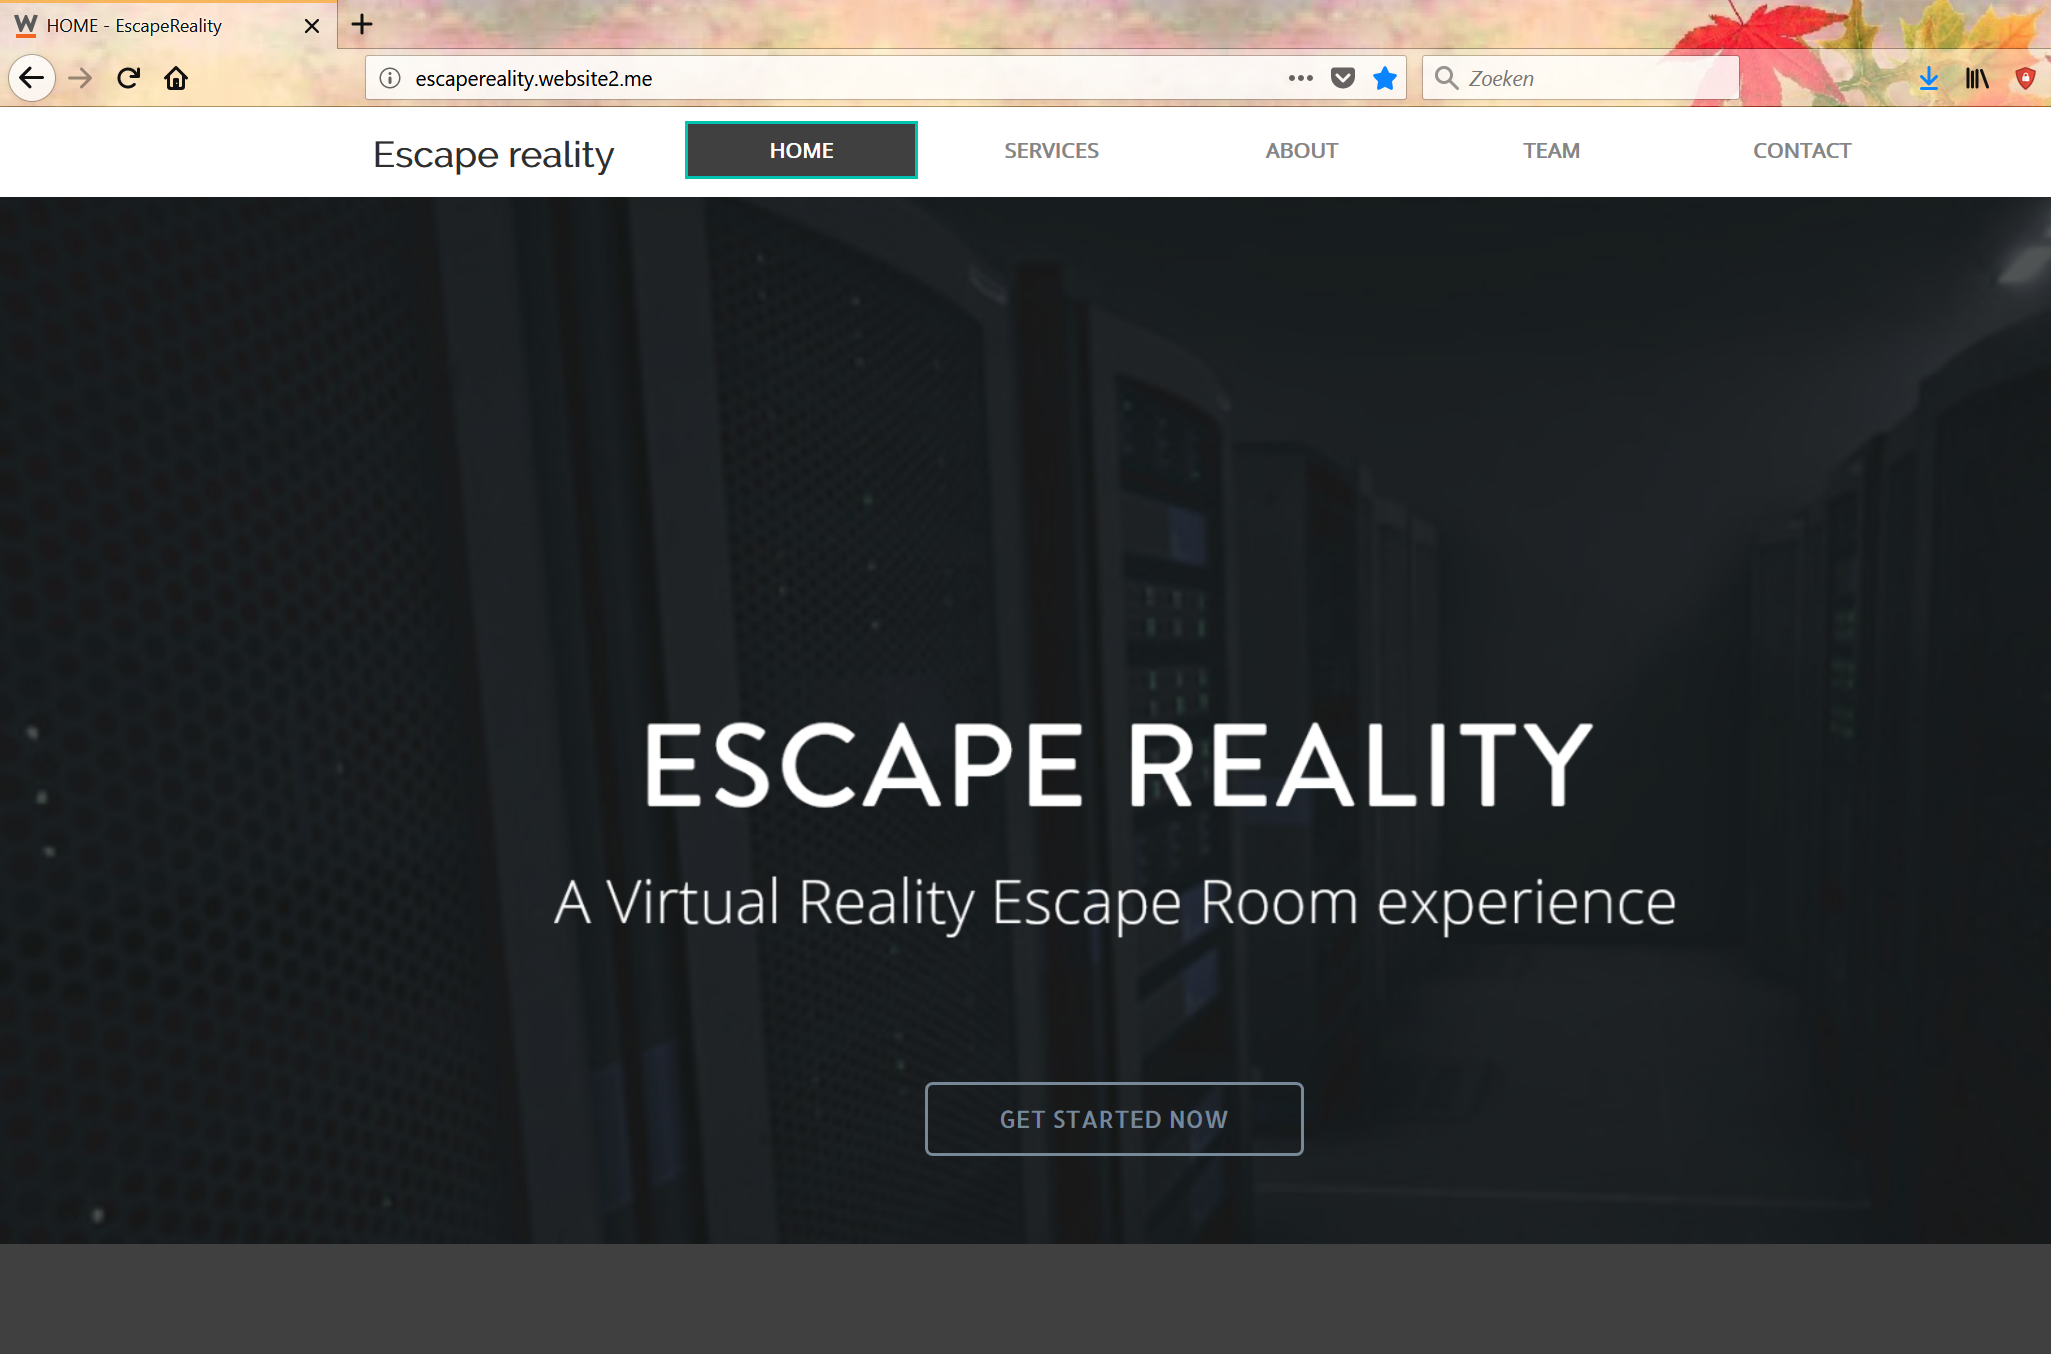 HOME - EscapeReality
escapereality.website2.me
Zoeken
Escape reality
HOME
SERVICES
ABOUT
TEAM
CONTACT
ESCAPE REALITY
A Virtual Reality Escape Room experience
GET STARTED NOW